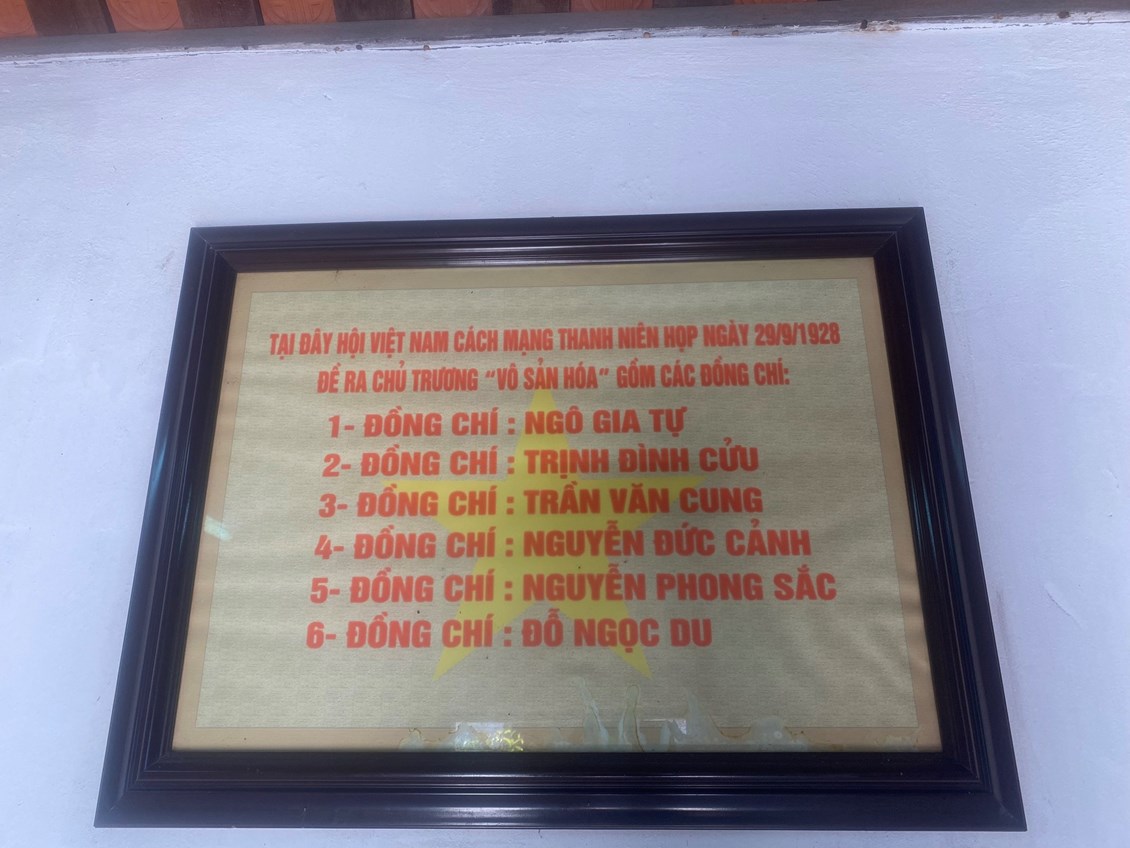 TẠI ĐÂY HỘI VIỆT NAM CÁCH MẠNG THANH NIÊN HỌP NGÀY 29/9/1928
ĐỀ RA CHỦ TRƯƠNG "VÔ SẢN HÓA" GỒM CÁC ĐỒNG CHÍ:
1- ĐỒNG CHÍ : NGÔ GIA TỰ
2- ĐỒNG CHÍ : TRỊNH ĐÌNH CỬU
3- ĐỒNG CHÍ : TRẦN VĂN CUNG
4- ĐỒNG CHÍ : NGUYỄN ĐỨC CẢNH
5- ĐỒNG CHÍ : NGUYỄN PHONG SẮC
6- ĐỒNG CHÍ : ĐỖ NGỌC DU